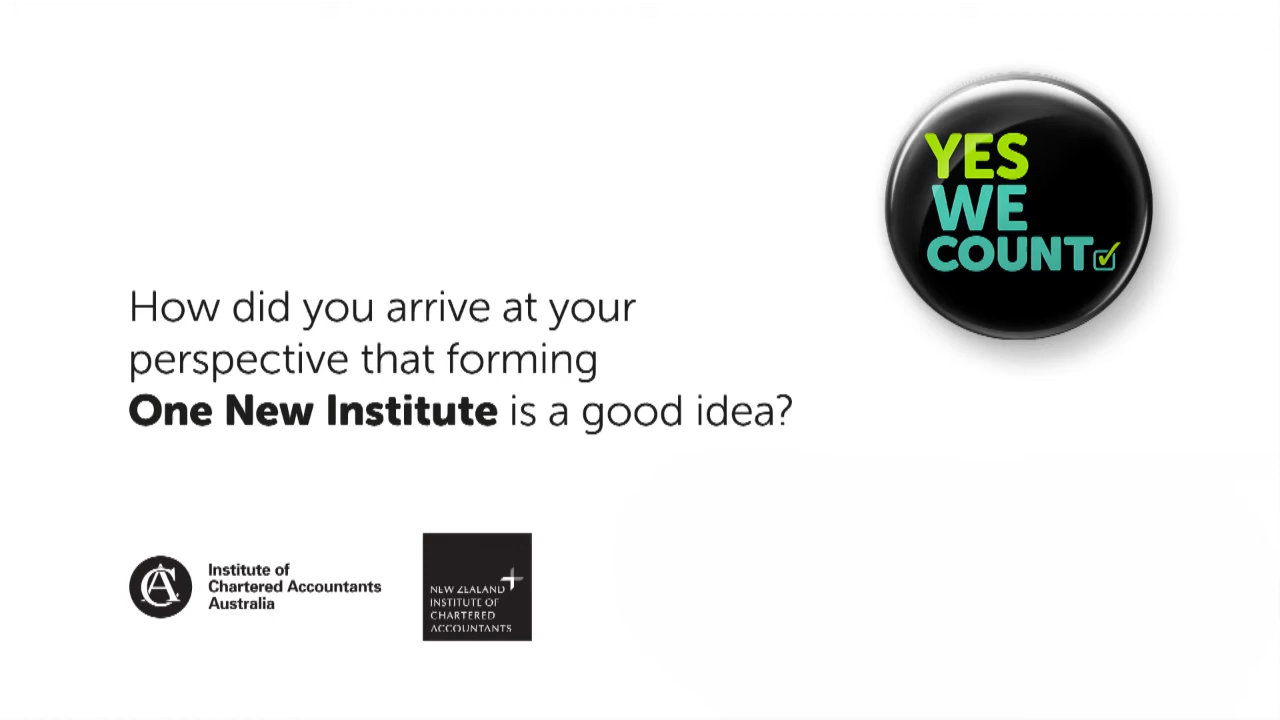 YES
WE
COUNT
How did you arrive at your
perspective that forming
One New Institute is a good idea?
CA
Institute of
Chartered Accountants
Australia
NEW ZEALAND
INSTITUTE OF
CHARTERED
ACCOUNTANTS